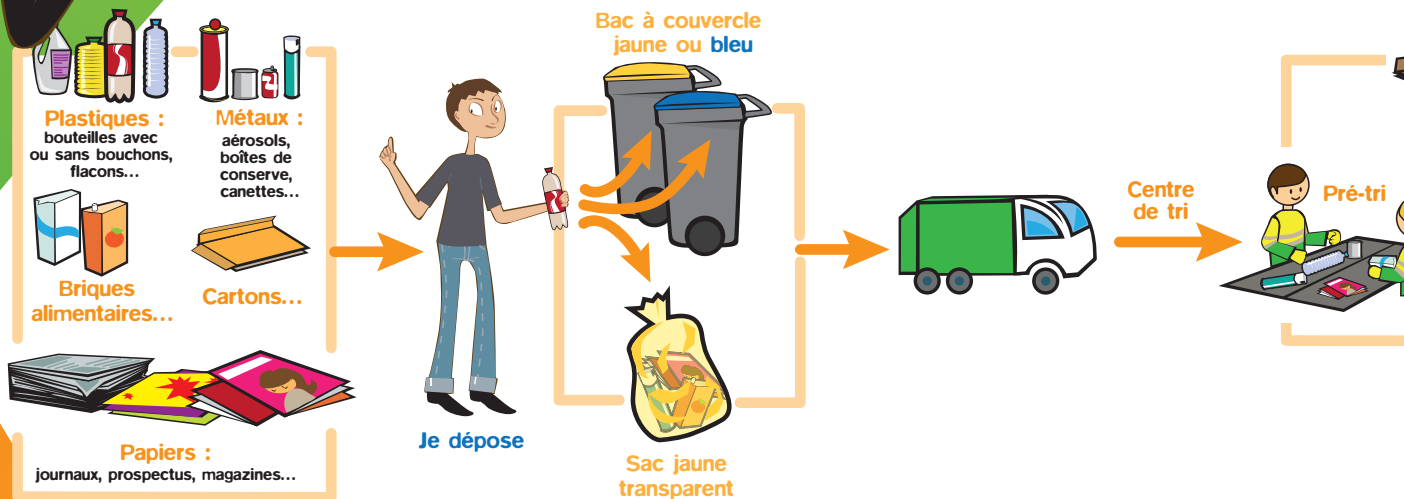 Plastiques :
bouteilles avec
ou sans bouchons,
flacons...
Métaux :
aérosols,
boîtes de
conserve,
canettes...
Briques
alimentaires...
Cartons...
Papiers :
journaux, prospectus, magazines...
Je dépose
Bac à couvercle
jaune ou bleu
Sac jaune
transparent
Centre
de tri
Pré-tri